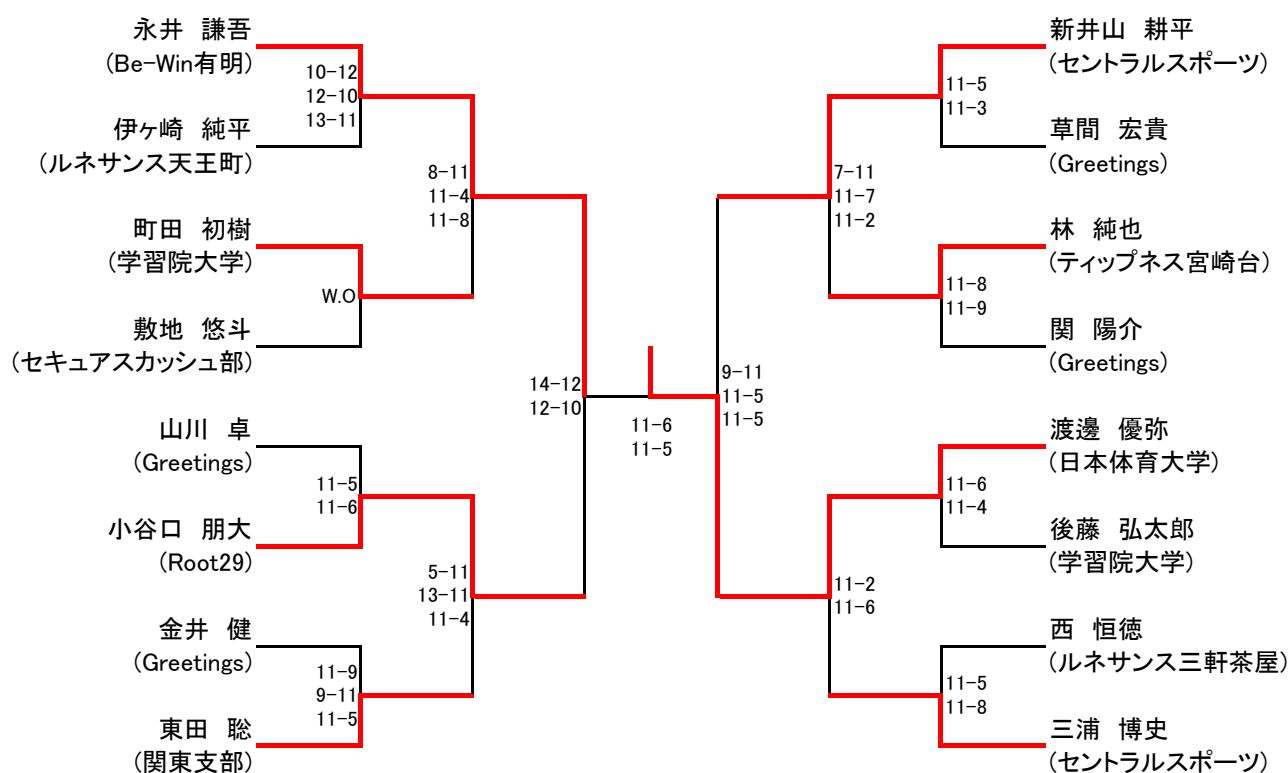 永井 謙吾
(Be-Win有明)
10-12
12-10
13-11
伊ヶ崎 純平
(ルネサンス天王町)
8-11
11-4
11-8
町田 初樹
(学習院大学)
W.O
敷地 悠斗
(セキュアスカッシュ部)
14-12
12-10
山川 卓
(Greetings)
11-5
11-6
小谷口 朋大
(Root29)
5-11
13-11
11-4
金井 健
(Greetings)
11-9
9-11
11-5
東田 聡
(関東支部)
11-6
11-5
新井山 耕平
(セントラルスポーツ)
11-5
11-3
草間 宏貴
(Greetings)
7-11
11-7
11-2
林 純也
(ティップネス宮崎台)
11-8
11-9
関 陽介
(Greetings)
9-11
11-5
11-5
渡邊 優弥
(日本体育大学)
11-6
11-4
後藤 弘太郎
(学習院大学)
11-2
11-6
西 恒徳
(ルネサンス三軒茶屋)
11-5
11-8
三浦 博史
(セントラルスポーツ)